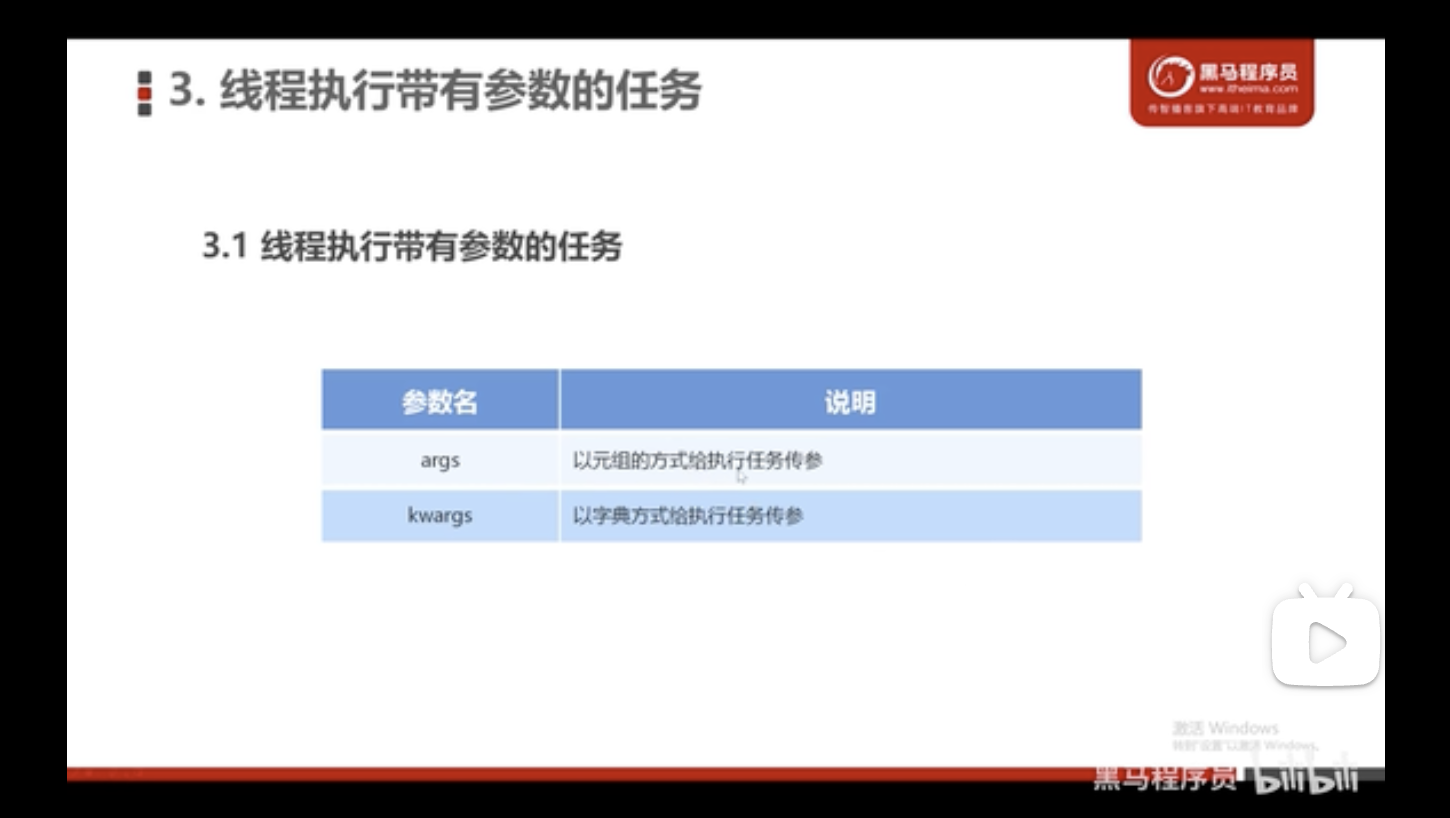 3. 线程执行带有参数的任务
黑马程序员
www.itheima.com
传智播客旗下高端IT教育品牌
3.1 线程执行带有参数的任务
参数名
说明
args
以元组的方式给执行任务传参
kwargs
以字典方式给执行任务传参
激活 Windows
转到"设置"以激活 Windows。
黑马程序员 bilibili